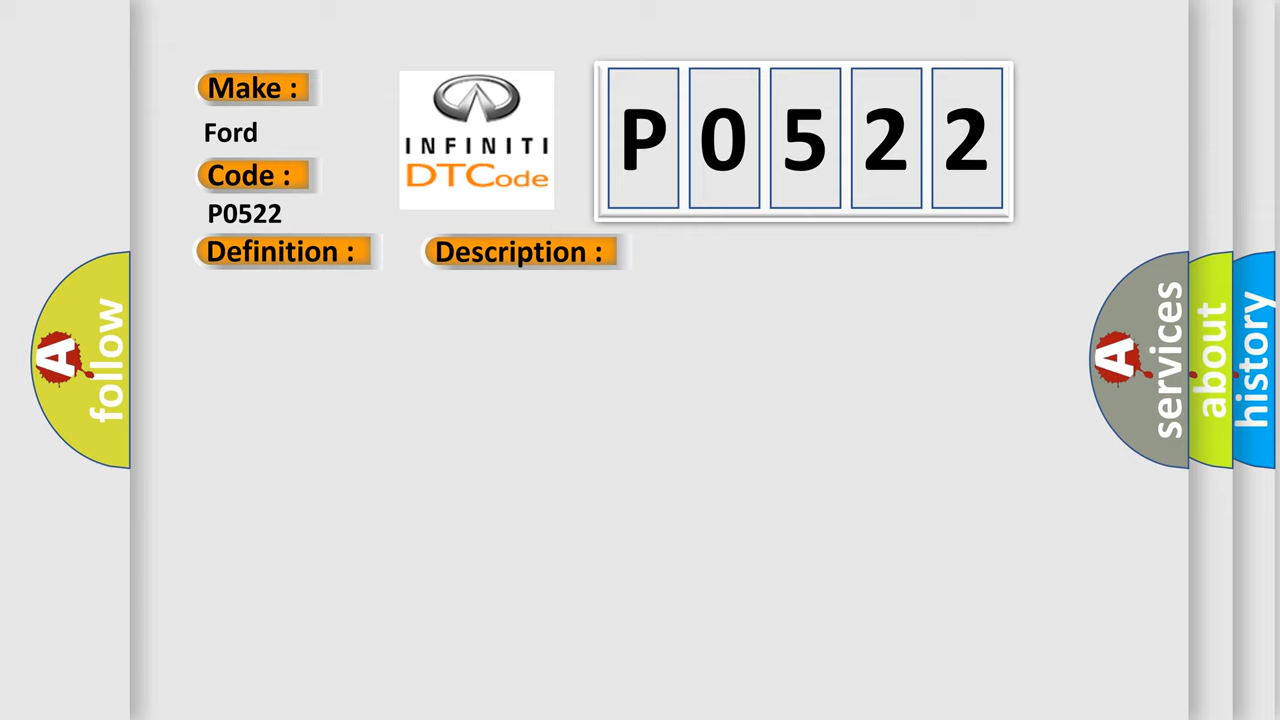 Make :
Ford
Code :
P0522
Definition :
Description :
INFINITI
DTCode
P0522
A
follow
A
services
about
history